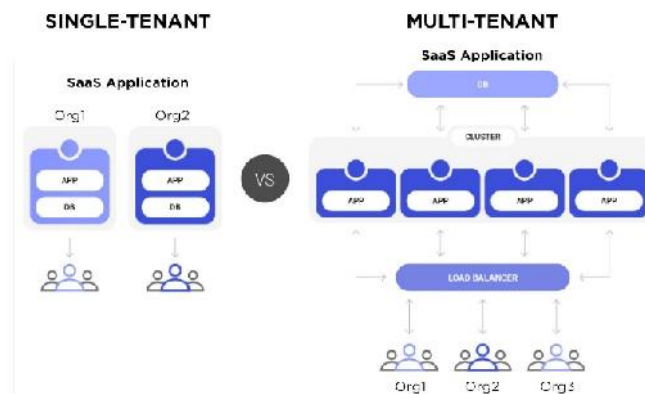 SINGLE-TENANT
SaaS Application
Org1 Org2
APP APP
DB DB
VS
MULTI-TENANT
SaaS Application
DB
CLUSTER
APP APP APP APP
LOAD BALANCER
Org1 Org2 Org3